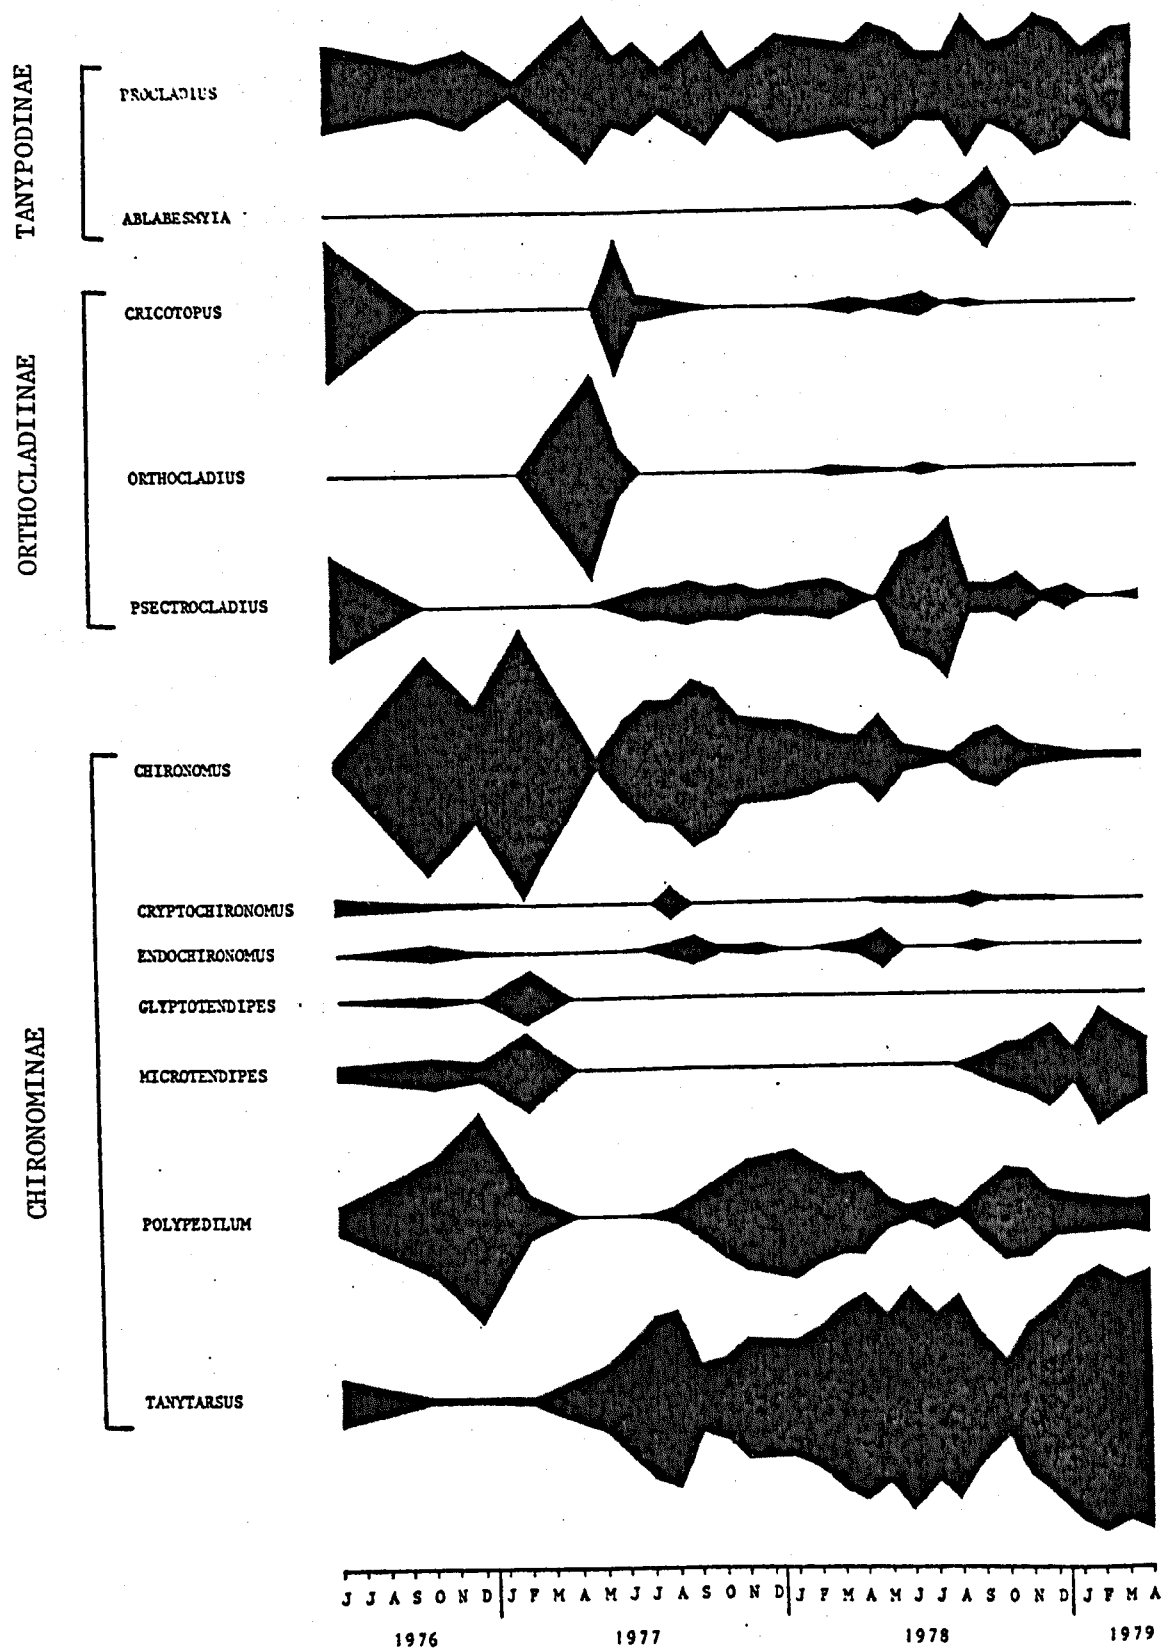 TANYPODINAE
PROCLADIUS
ABLABESMYIA
ORTHOCLADIINAE
CRICOTOPUS
ORTHOCLADIUS
PSECTROCLADIUS
CHIRONOMINAE
CHIRONOMUS
CRYPTOCHIRONOMUS
ENDOCHIRONOMUS
GLYPTOTENDIPES
MICROTENDIPES
POLYPEDILUM
TANYTARSUS
J J A S O N D J F M A M J J A S O N D J F M A M J J A S O N D J F M A
1976 1977 1978 1979